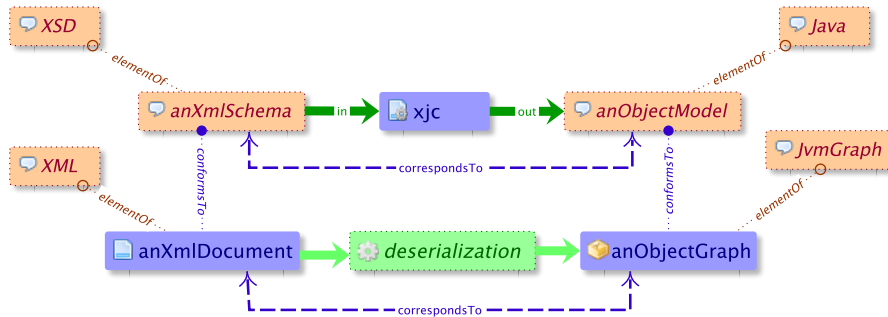 XSD
Java
elementOf
elementOf
anXmlSchema
in
xjc
out
anObjectModel
correspondsTo
conformsTo
conformsTo
XML
JvmGraph
elementOf
elementOf
anXmlDocument
deserialization
anObjectGraph
correspondsTo